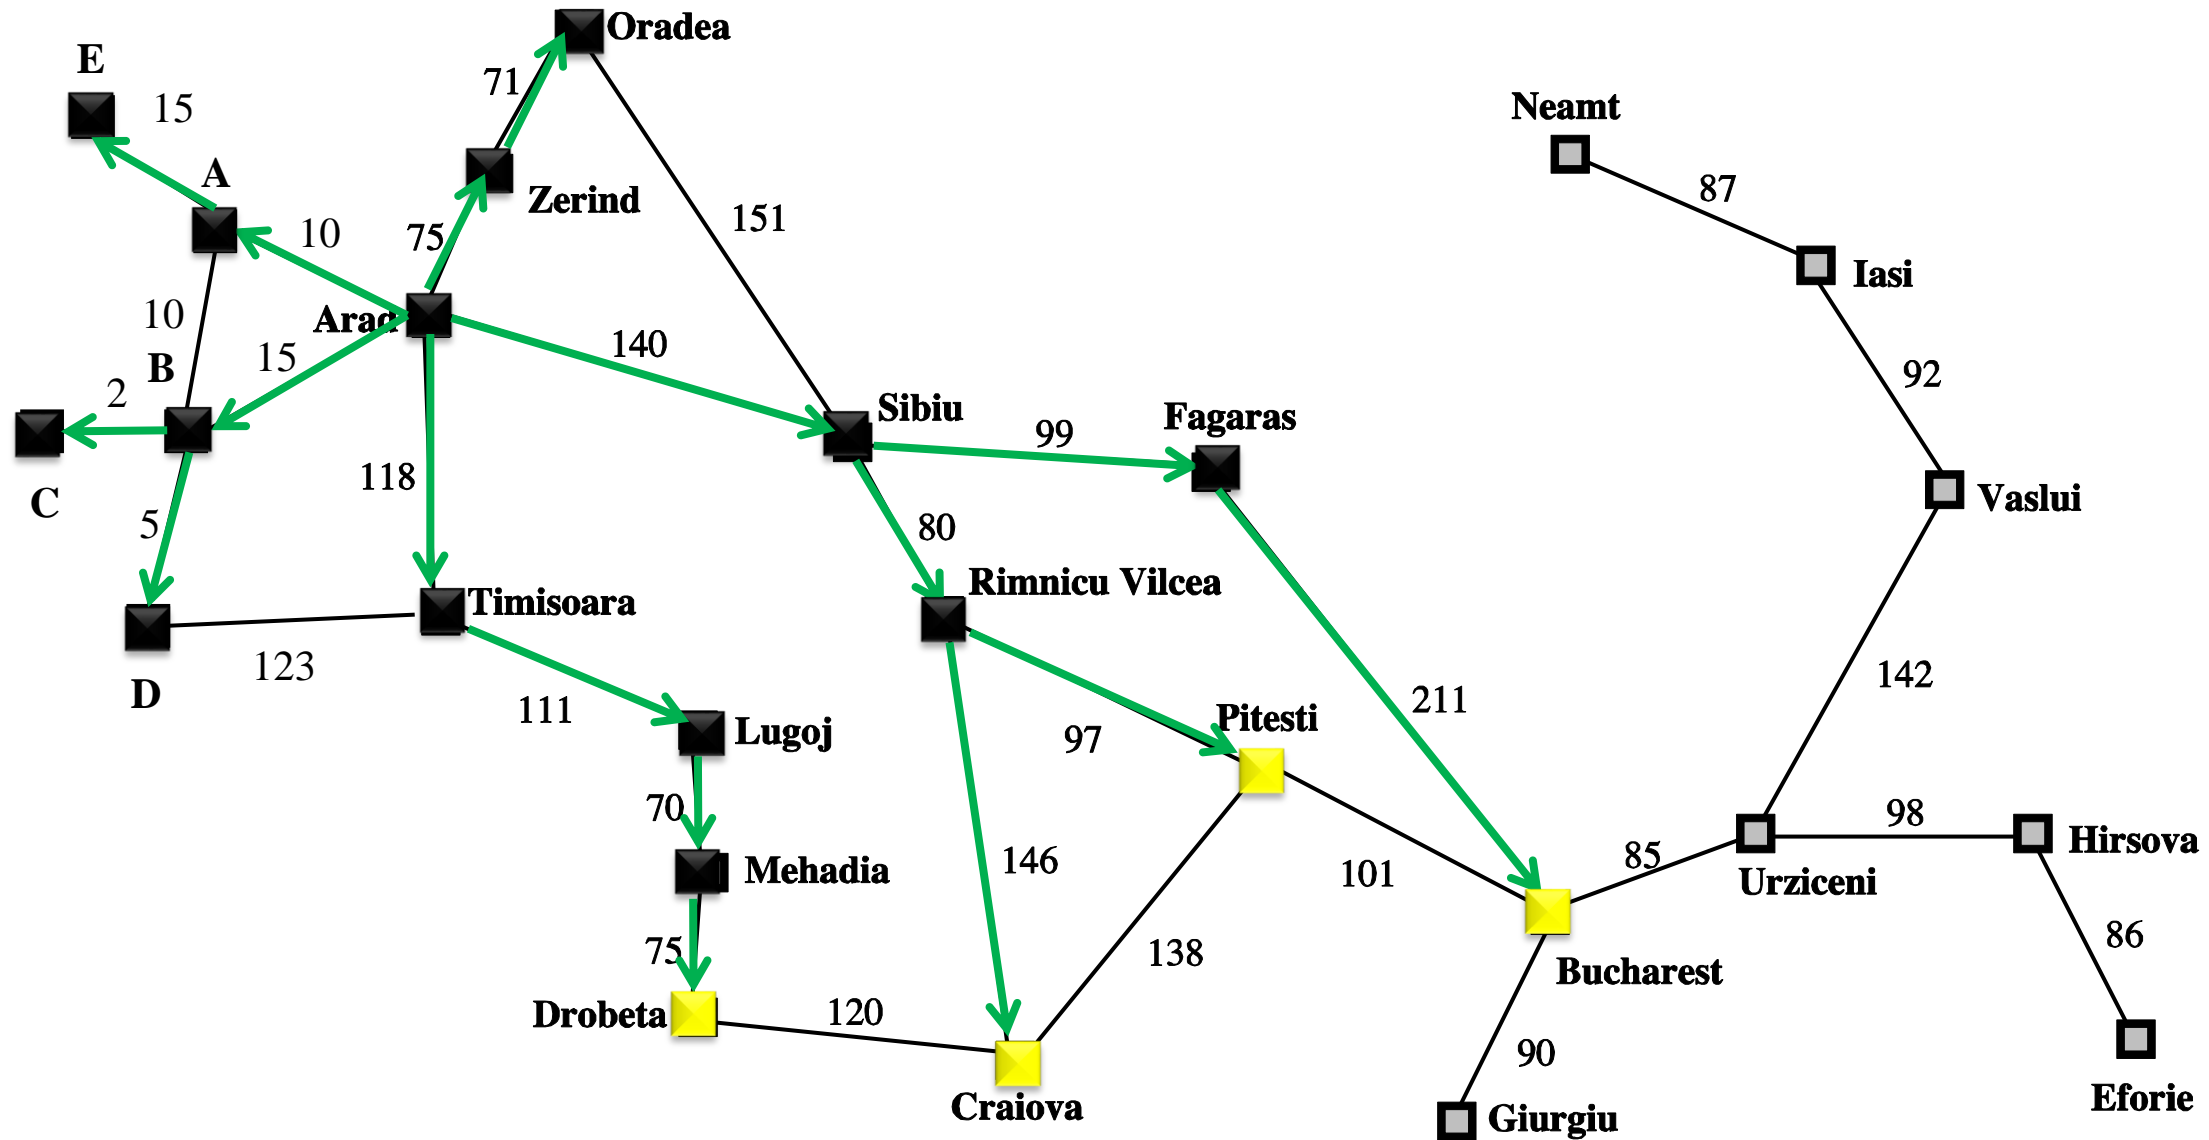 Oradea
E
71
15
Neamt
A
Zerind
87
151
10
75
Iasi
Arad
10
140
B
15
92
2
Sibiu
Fagaras
99
118
C
5
80
Vaslui
Rimnicu Vilcea
Timisoara
123
D
142
111
211
Lugoj
97
Pitesti
70
98
Hirsova
146
85
Mehadia
101
Urziceni
75
138
86
Bucharest
Drobeta
120
90
Craiova
Eforie
Giurgiu